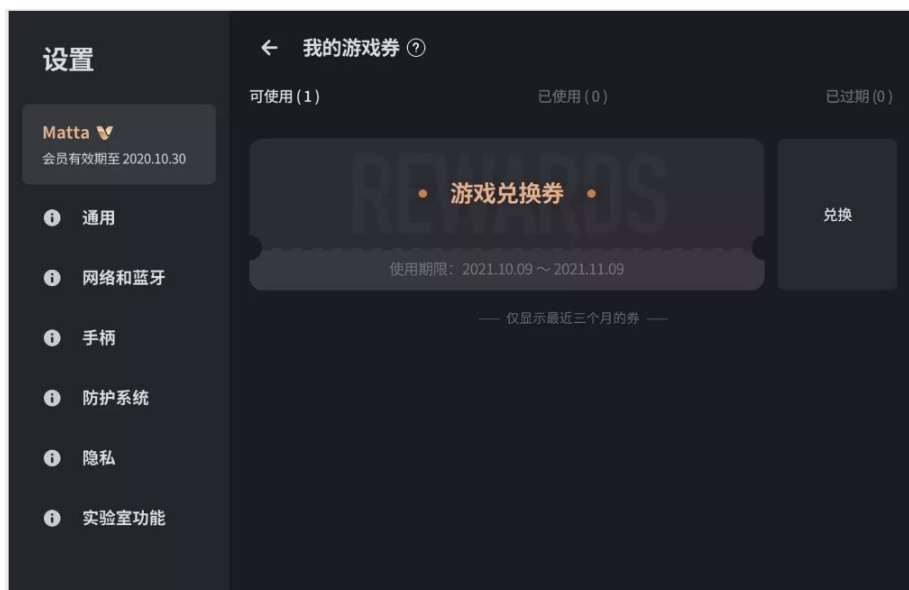 设置
Matta
会员有效期至 2020.10.30
通用
网络和蓝牙
手柄
防护系统
隐私
实验室功能
← 我的游戏券 ?
可使用 ( 1 ) 已使用 ( 0 ) 已过期 (0 )
REWARDS
• 游戏兑换券 •
使用期限：2021.10.09 ～ 2021.11.09
兑换
—— 仅显示最近三个月的券 ——